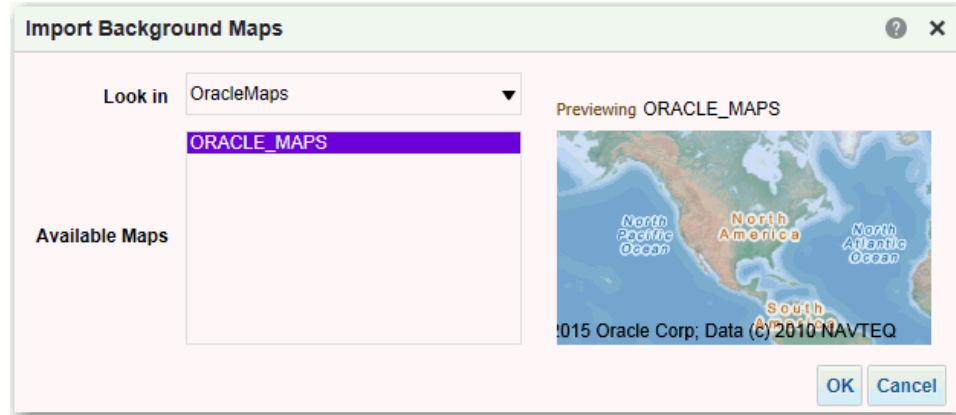 Import Background Maps
Look in OracleMaps
Previewing ORACLE_MAPS
ORACLE_MAPS
Available Maps
North
Pacific
Ocean
North
America
North
Atlantic
Ocean
South
America
2015 Oracle Corp; Data (c) 2010 NAVTEQ
OK Cancel